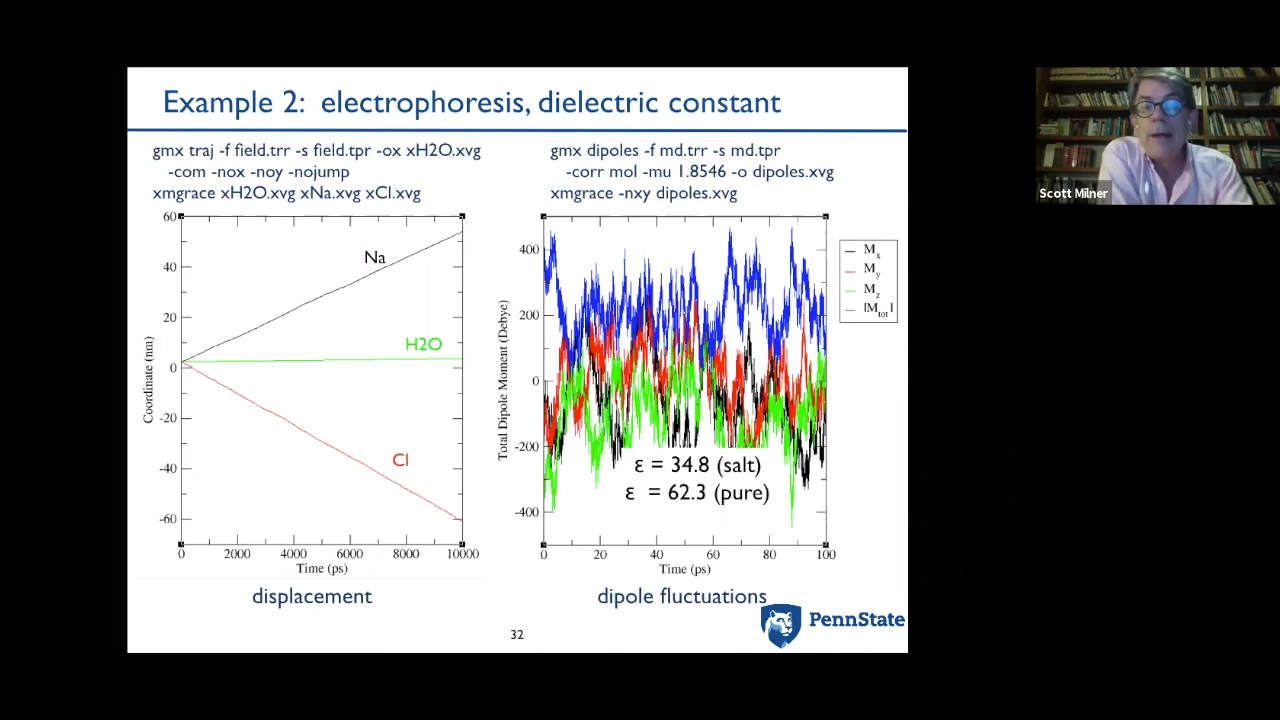 Example 2: electrophoresis, dielectric constant
gmx traj -f field.trr -s field.tpr -ox xH2O.xvg
-com -nox -noy -nojump
xmgrace xH2O.xvg xNa.xvg xCl.xvg
gmx dipoles -f md.trr -s md.tpr
-corr mol -mu 1.8546 -o dipoles.xvg
xmgrace -nxy dipoles.xvg
60
40
20
0
-20
-40
-60
Coordinate (nm)
Na
H2O
Cl
0 2000 4000 6000 8000 10000
Time (ps)
displacement
400
200
0
-200
-400
Total Dipole Moment (Debye)
ε = 34.8 (salt)
ε = 62.3 (pure)
0 20 40 60 80 100
Time (ps)
dipole fluctuations
Mx
My
Mz
|Mtot|
32
PennState
Scott Milner